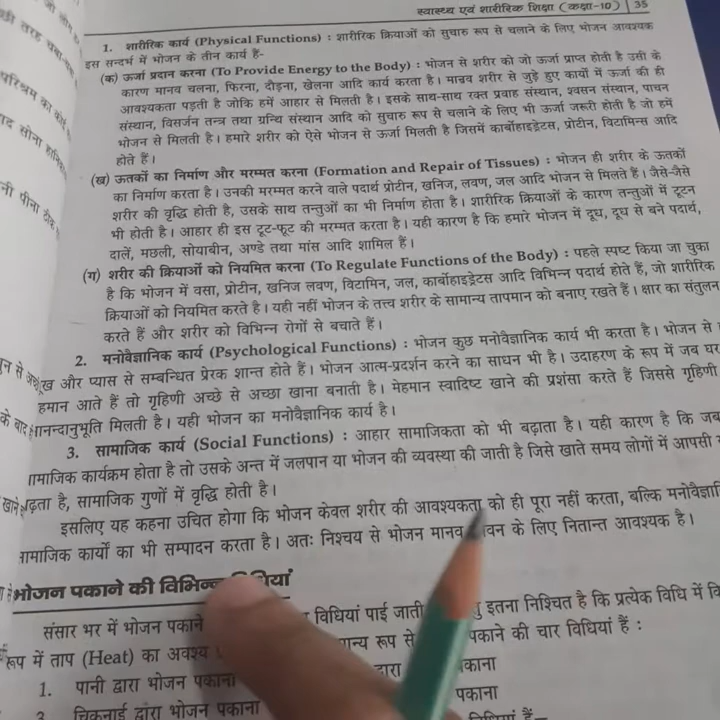 स्वास्थ्य एवं शारीरिक शिक्षा (कक्षा-10) | 35
1. शारीरिक कार्य (Physical Functions) : शारीरिक क्रियाओं को सुचारु रूप से चलाने के लिए भोजन आवश्यक
इस सन्दर्भ में भोजन के तीन कार्य हैं-
(क) ऊर्जा प्रदान करना (To Provide Energy to the Body) : भोजन से शरीर को जो ऊर्जा प्राप्त होती है उसी के
कारण मानव चलना, फिरना, दौड़ना, खेलना आदि कार्य करता है। मानव शरीर से जुड़े हुए कार्यों में ऊर्जा की ही
आवश्यकता पड़ती है जोकि हमें आहार से मिलती है। इसके साथ-साथ रक्त प्रवाह संस्थान, श्वसन संस्थान, पाचन
संस्थान, विसर्जन तन्त्र तथा ग्रन्थि संस्थान आदि को सुचारु रूप से चलाने के लिए भी ऊर्जा जरूरी होती है जो हमें
भोजन से मिलती है। हमारे शरीर को ऐसे भोजन से ऊर्जा मिलती है जिसमें कार्बोहाइड्रेटस, प्रोटीन, विटामिन्स आदि
होते हैं।
(ख) ऊतकों का निर्माण और मरम्मत करना (Formation and Repair of Tissues) : भोजन ही शरीर के ऊतकों
का निर्माण करता है। उनकी मरम्मत करने वाले पदार्थ प्रोटीन, खनिज, लवण, जल आदि भोजन से मिलते हैं। जैसे-जैसे
शरीर की वृद्धि होती है, उसके साथ तन्तुओं का भी निर्माण होता है। शारीरिक क्रियाओं के कारण तन्तुओं में टूटन
भी होती है। आहार ही इस टूट-फूट की मरम्मत करता है। यही कारण है कि हमारे भोजन में दूध, दूध से बने पदार्थ,
दालें, मछली, सोयाबीन, अण्डे तथा मांस आदि शामिल हैं।
(ग) शरीर की क्रियाओं को नियमित करना (To Regulate Functions of the Body) : पहले स्पष्ट किया जा चुका
है कि भोजन में वसा, प्रोटीन, खनिज लवण, विटामिन, जल, कार्बोहाइड्रेटस आदि विभिन्न पदार्थ होते हैं, जो शारीरिक
क्रियाओं को नियमित करते है। यही नहीं भोजन के तत्त्व शरीर के सामान्य तापमान को बनाए रखते हैं। क्षार का संतुलन
करते हैं और शरीर को विभिन्न रोगों से बचाते हैं।
2. मनोवैज्ञानिक कार्य (Psychological Functions) : भोजन कुछ मनोवैज्ञानिक कार्य भी करता है। भोजन से
और प्यास से सम्बन्धित प्रेरक शान्त होते हैं। भोजन आत्म-प्रदर्शन करने का साधन भी है। उदाहरण के रूप में जब घर
आते हैं तो गृहिणी अच्छे से अच्छा खाना बनाती है। मेहमान स्वादिष्ट खाने की प्रशंसा करते हैं जिससे गृहिणी
मिलती है। यही भोजन का मनोवैज्ञानिक कार्य है।
3. सामाजिक कार्य (Social Functions) : आहार सामाजिकता को भी बढ़ाता है। यही कारण है कि जब
कार्यक्रम होता है तो उसके अन्त में जलपान या भोजन की व्यवस्था की जाती है जिसे खाते समय लोगों में आपसी
है, सामाजिक गुणों में वृद्धि होती है।
इसलिए यह कहना उचित होगा कि भोजन केवल शरीर की आवश्यकता को ही पूरा नहीं करता, बल्कि
कार्यों का भी सम्पादन करता है। अतः निश्चय से भोजन मानव के लिए नितान्त आवश्यक है।
भोजन पकाने की विभिन्न
संसार भर में भोजन पकाने विधियां पाई जाती इतना निश्चित है कि प्रत्येक विधि में
रूप में ताप (Heat) का अवश्य रूप से पकाने की चार विधियां हैं :
1. पानी द्वारा भोजन पकाना
चिकनाई द्वारा भोजन पकाना पकाना